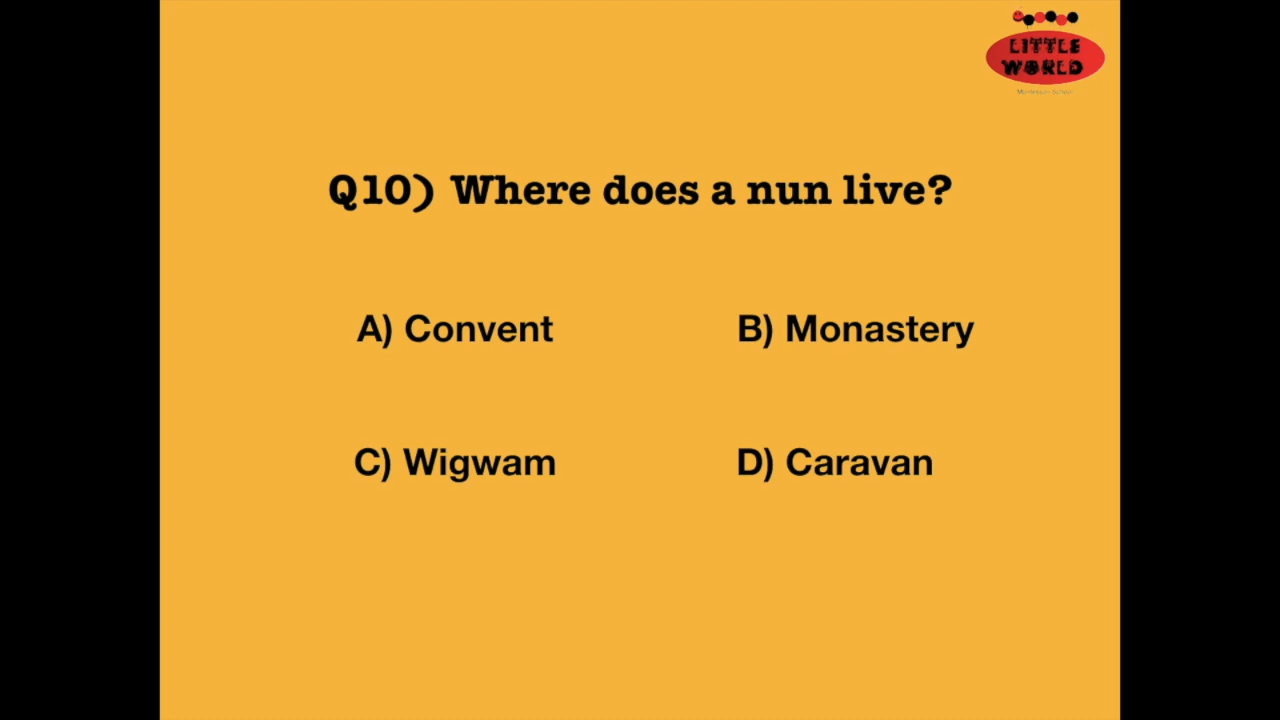 LITTLE
WORLD
Q10) Where does a nun live?
A) Convent
B) Monastery
C) Wigwam
D) Caravan